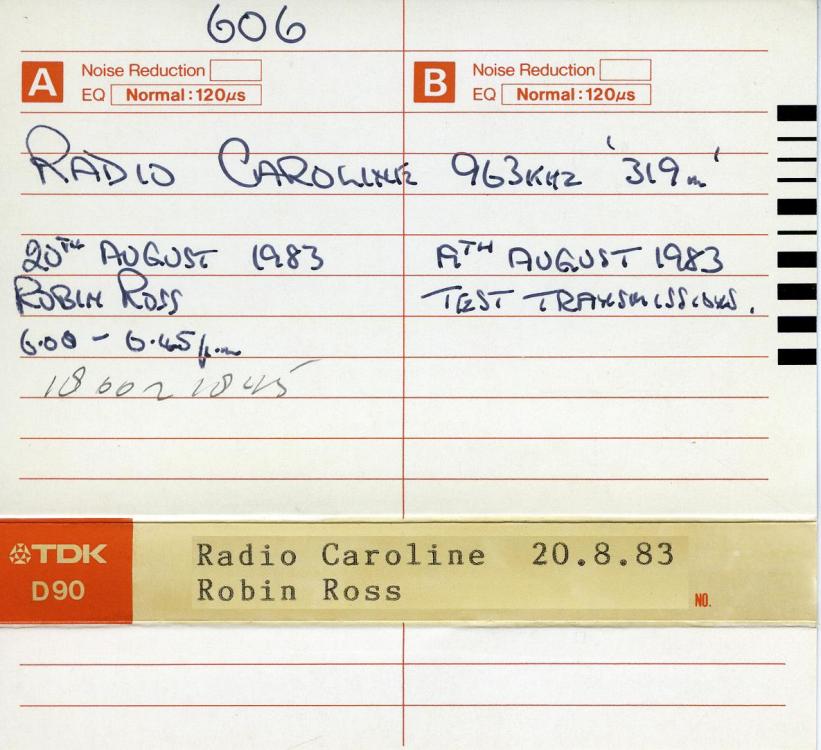 606
A Noise Reduction
EQ Normal:120µs
B Noise Reduction
EQ Normal:120µs
RADIO CAROLINE 963KHZ '319m'
20TH AUGUST 1983
ROBIN ROSS
6.00 - 6.45p.m
1800 ~ 1845
AUGUST 1983
TEST TRANSMISSIONS.
TDK
D90
Radio Caroline 20.8.83
Robin Ross
NO.